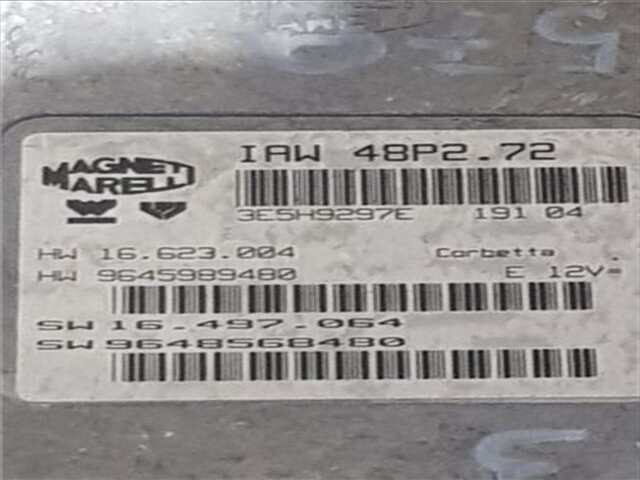 IAW 48P2.72
MAGNETI
MARELLI
3E5H9297E 191 04
HW 16.623.004 Corbetta
HW 9645989480 E 12V=
SW 16.497.064
SW 9648568480